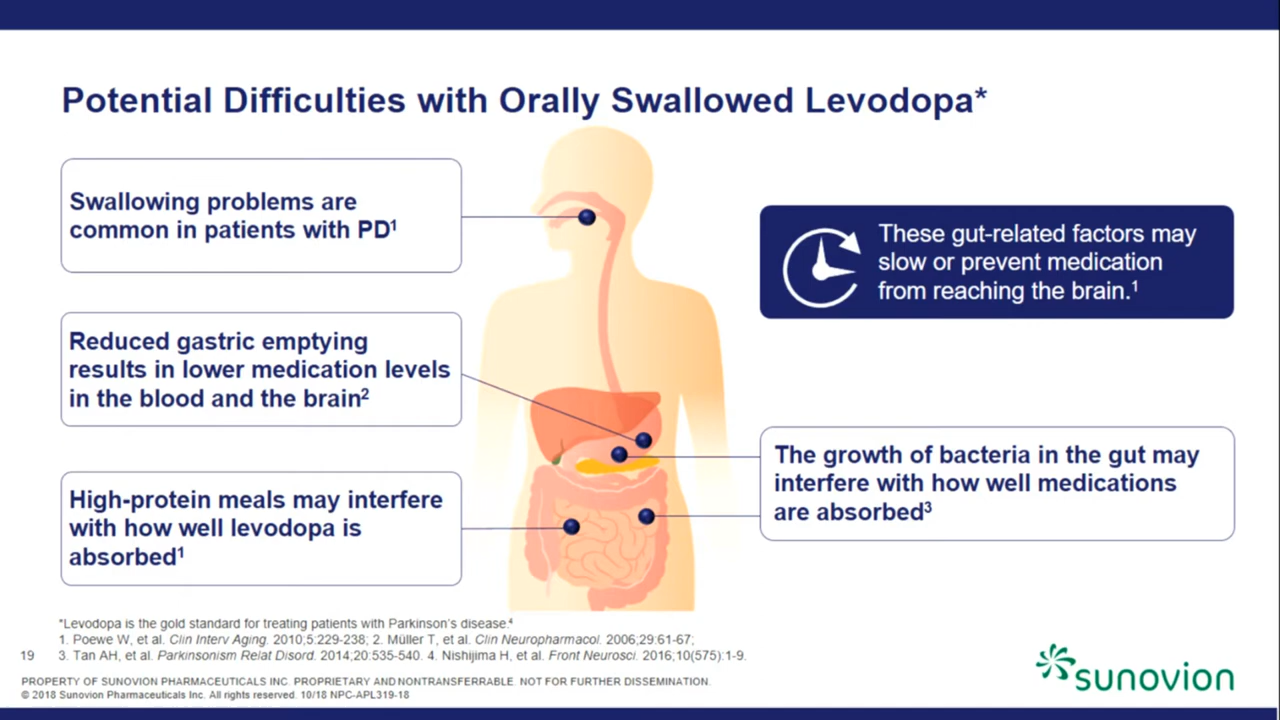 Potential Difficulties with Orally Swallowed Levodopa*
Swallowing problems are
common in patients with PD¹
Reduced gastric emptying
results in lower medication levels
in the blood and the brain²
High-protein meals may interfere
with how well levodopa is
absorbed¹
These gut-related factors may
slow or prevent medication
from reaching the brain.¹
The growth of bacteria in the gut may
interfere with how well medications
are absorbed³
*Levodopa is the gold standard for treating patients with Parkinson's disease.⁴
1. Poewe W, et al. Clin Interv Aging. 2010;5:229-238; 2. Müller T, et al. Clin Neuropharmacol. 2006;29:61-67;
19 3. Tan AH, et al. Parkinsonism Relat Disord. 2014;20:535-540. 4. Nishijima H, et al. Front Neurosci. 2016;10(575):1-9.
PROPERTY OF SUNOVION PHARMACEUTICALS INC. PROPRIETARY AND NONTRANSFERRABLE. NOT FOR FURTHER DISSEMINATION.
© 2018 Sunovion Pharmaceuticals Inc. All rights reserved. 10/18 NPC-APL319-18
sunovion